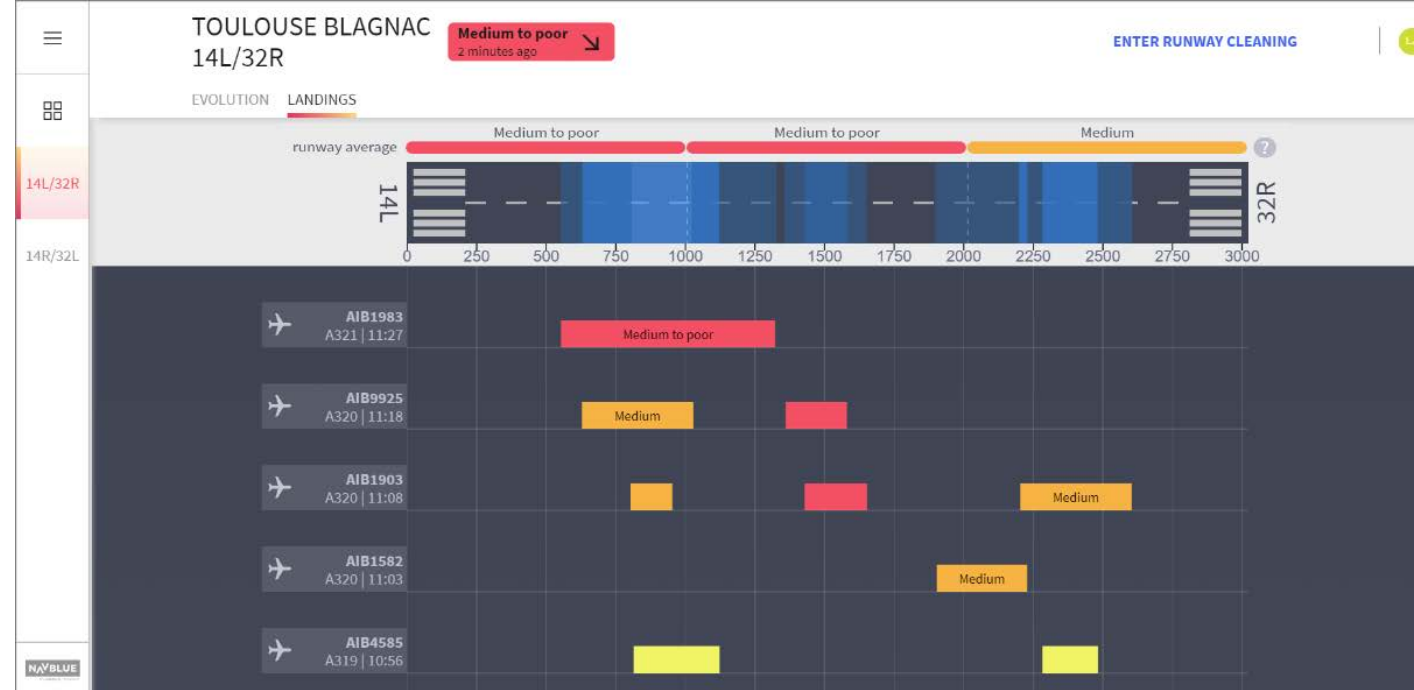 TOULOUSE BLAGNAC
14L/32R
Medium to poor
2 minutes ago
ENTER RUNWAY CLEANING
EVOLUTION LANDINGS
14L/32R
14R/32L
Medium to poor Medium to poor Medium
runway average ?
14L
32R
0 250 500 750 1000 1250 1500 1750 2000 2250 2500 2750 3000
AIB1983
A321 | 11:27
Medium to poor
AIB9925
A320 | 11:18
Medium
AIB1903
A320 | 11:08
Medium
AIB1582
A320 | 11:03
Medium
AIB4585
A319 | 10:56
NAVBLUE